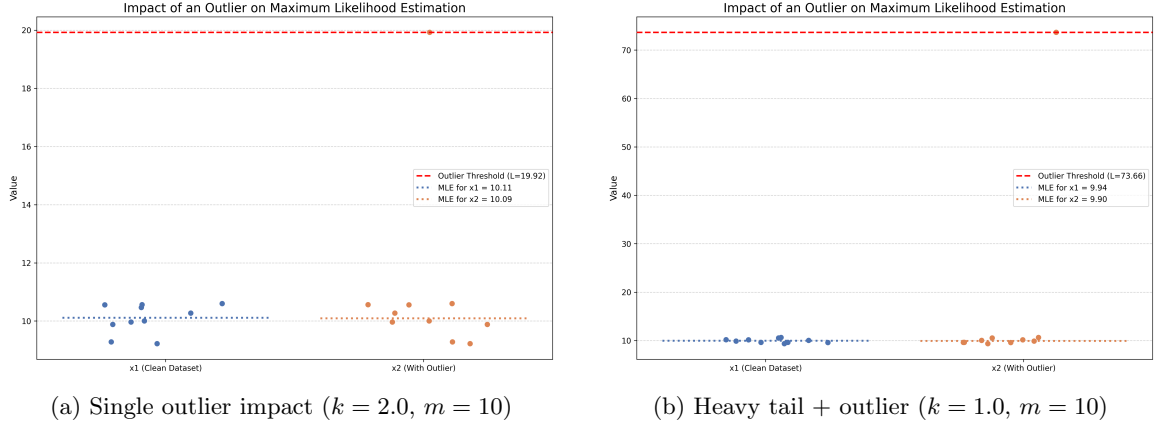 Impact of an Outlier on Maximum Likelihood Estimation
20
18
16
14
12
10
Value
Outlier Threshold (L=19.92)
MLE for x1 = 10.11
MLE for x2 = 10.09
x1 (Clean Dataset)
x2 (With Outlier)
(a) Single outlier impact (k = 2.0, m = 10)
Impact of an Outlier on Maximum Likelihood Estimation
70
60
50
40
30
20
10
Value
Outlier Threshold (L=73.66)
MLE for x1 = 9.94
MLE for x2 = 9.90
x1 (Clean Dataset)
x2 (With Outlier)
(b) Heavy tail + outlier (k = 1.0, m = 10)